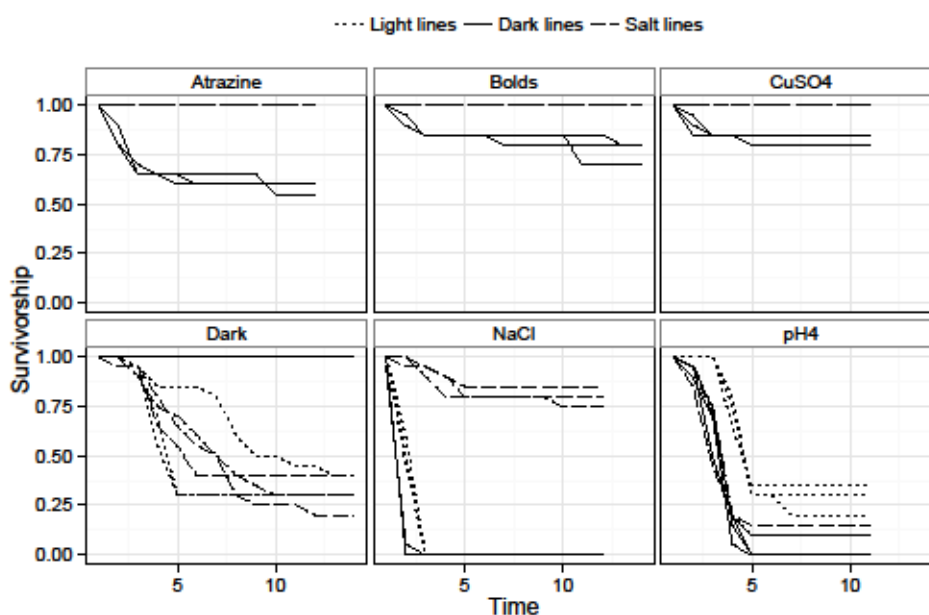 Light lines Dark lines Salt lines
Atrazine Bolds CuSO4
1.00
0.75
0.50
0.25
0.00
Survivorship
Dark NaCl pH4
1.00
0.75
0.50
0.25
0.00
5 10 5 10 5 10
Time